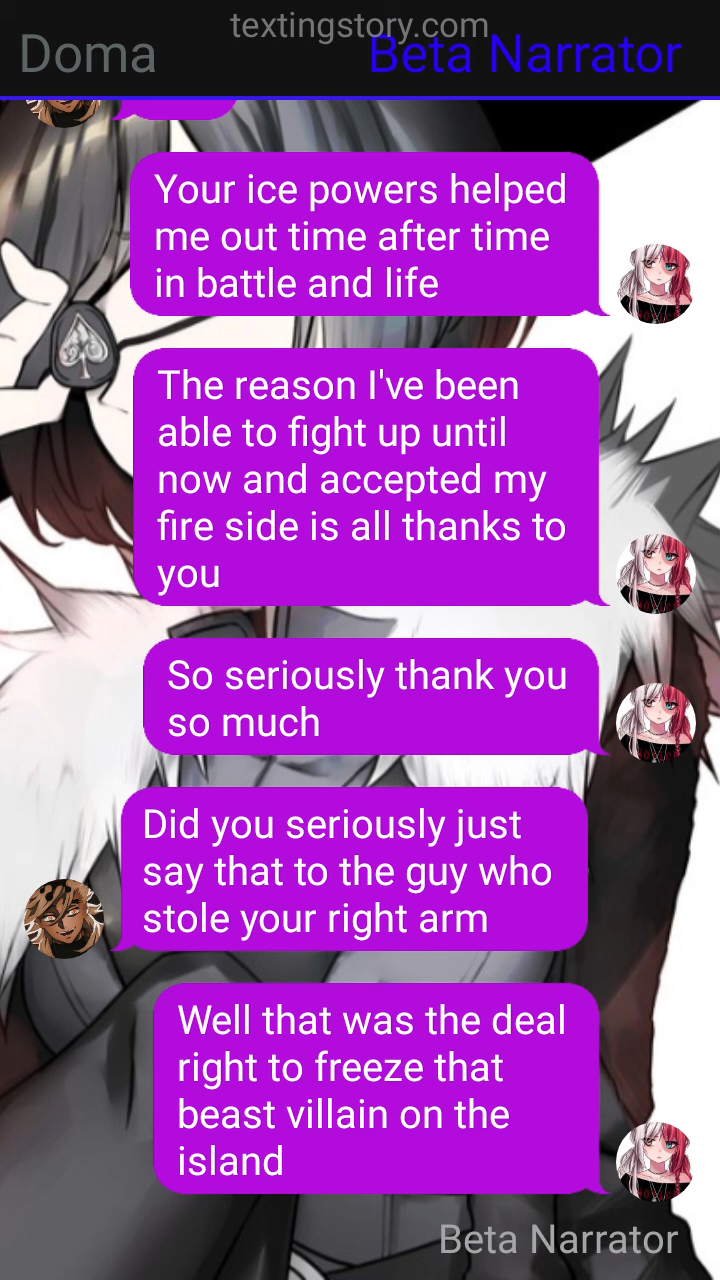 textingstory.com
Doma
Beta Narrator
Your ice powers helped
me out time after time
in battle and life
The reason I've been
able to fight up until
now and accepted my
fire side is all thanks to
you
So seriously thank you
so much
Did you seriously just
say that to the guy who
stole your right arm
Well that was the deal
right to freeze that
beast villain on the
island
Beta Narrator